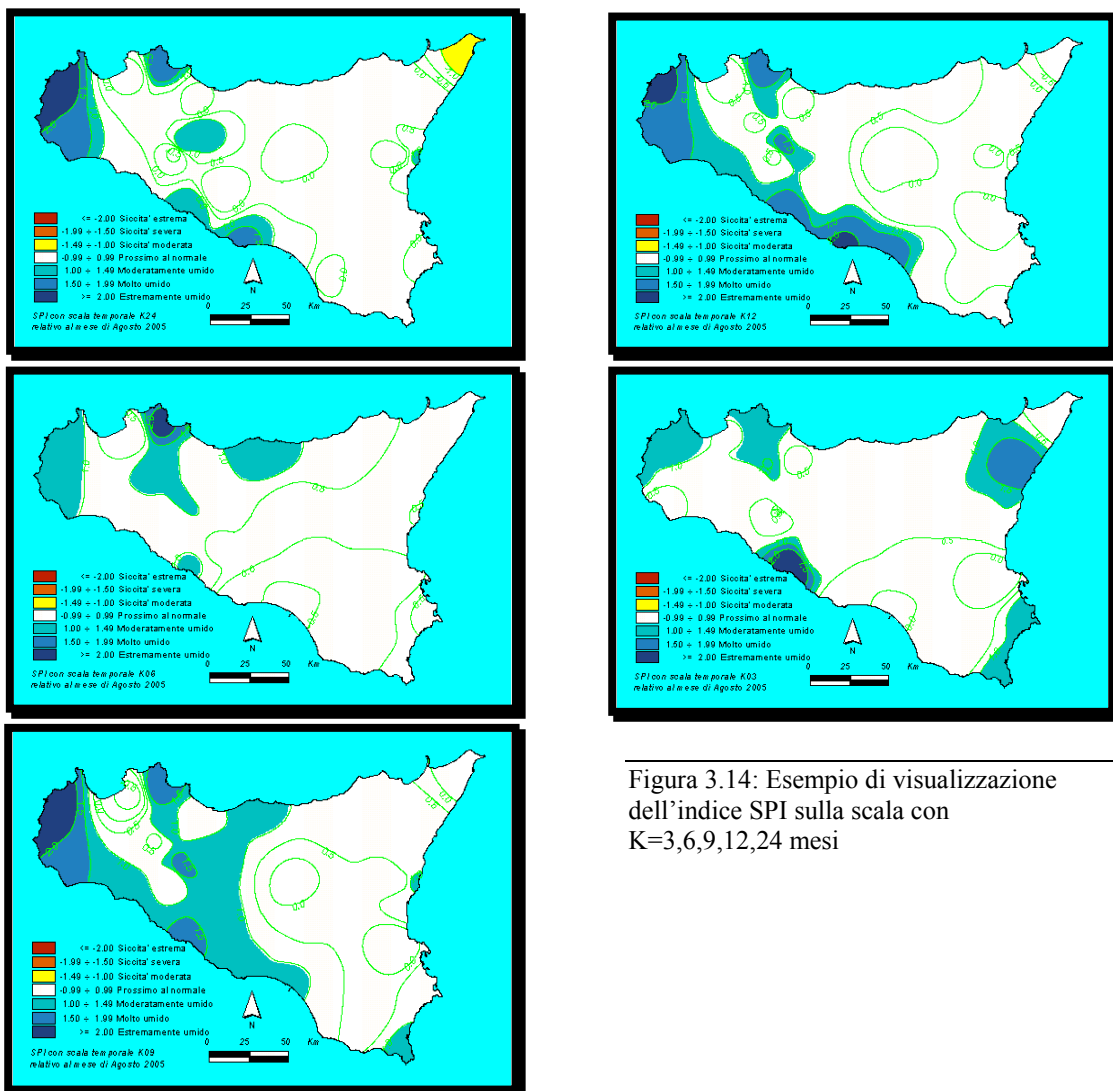 <= -2.00 Siccita' estrema
-1.99 ÷ -1.50 Siccita' severa
-1.49 ÷ -1.00 Siccita' moderata
-0.99 ÷ 0.99 Prossimo al normale
1.00 ÷ 1.49 Moderatamente umido
1.50 ÷ 1.99 Molto umido
>= 2.00 Estremamente umido
SPI con scala temporale K24
relativo al mese di Agosto 2005
N
0 25 50 Km
<= -2.00 Siccita' estrema
-1.99 ÷ -1.50 Siccita' severa
-1.49 ÷ -1.00 Siccita' moderata
-0.99 ÷ 0.99 Prossimo al normale
1.00 ÷ 1.49 Moderatamente umido
1.50 ÷ 1.99 Molto umido
>= 2.00 Estremamente umido
SPI con scala temporale K12
relativo al mese di Agosto 2005
N
0 25 50 Km
<= -2.00 Siccita' estrema
-1.99 ÷ -1.50 Siccita' severa
-1.49 ÷ -1.00 Siccita' moderata
-0.99 ÷ 0.99 Prossimo al normale
1.00 ÷ 1.49 Moderatamente umido
1.50 ÷ 1.99 Molto umido
>= 2.00 Estremamente umido
SPI con scala temporale K06
relativo al mese di Agosto 2005
N
0 25 50 Km
<= -2.00 Siccita' estrema
-1.99 ÷ -1.50 Siccita' severa
-1.49 ÷ -1.00 Siccita' moderata
-0.99 ÷ 0.99 Prossimo al normale
1.00 ÷ 1.49 Moderatamente umido
1.50 ÷ 1.99 Molto umido
>= 2.00 Estremamente umido
SPI con scala temporale K03
relativo al mese di Agosto 2005
N
0 25 50 Km
<= -2.00 Siccita' estrema
-1.99 ÷ -1.50 Siccita' severa
-1.49 ÷ -1.00 Siccita' moderata
-0.99 ÷ 0.99 Prossimo al normale
1.00 ÷ 1.49 Moderatamente umido
1.50 ÷ 1.99 Molto umido
>= 2.00 Estremamente umido
SPI con scala temporale K09
relativo al mese di Agosto 2005
N
0 25 50 Km
Figura 3.14: Esempio di visualizzazione
dell'indice SPI sulla scala con
K=3,6,9,12,24 mesi